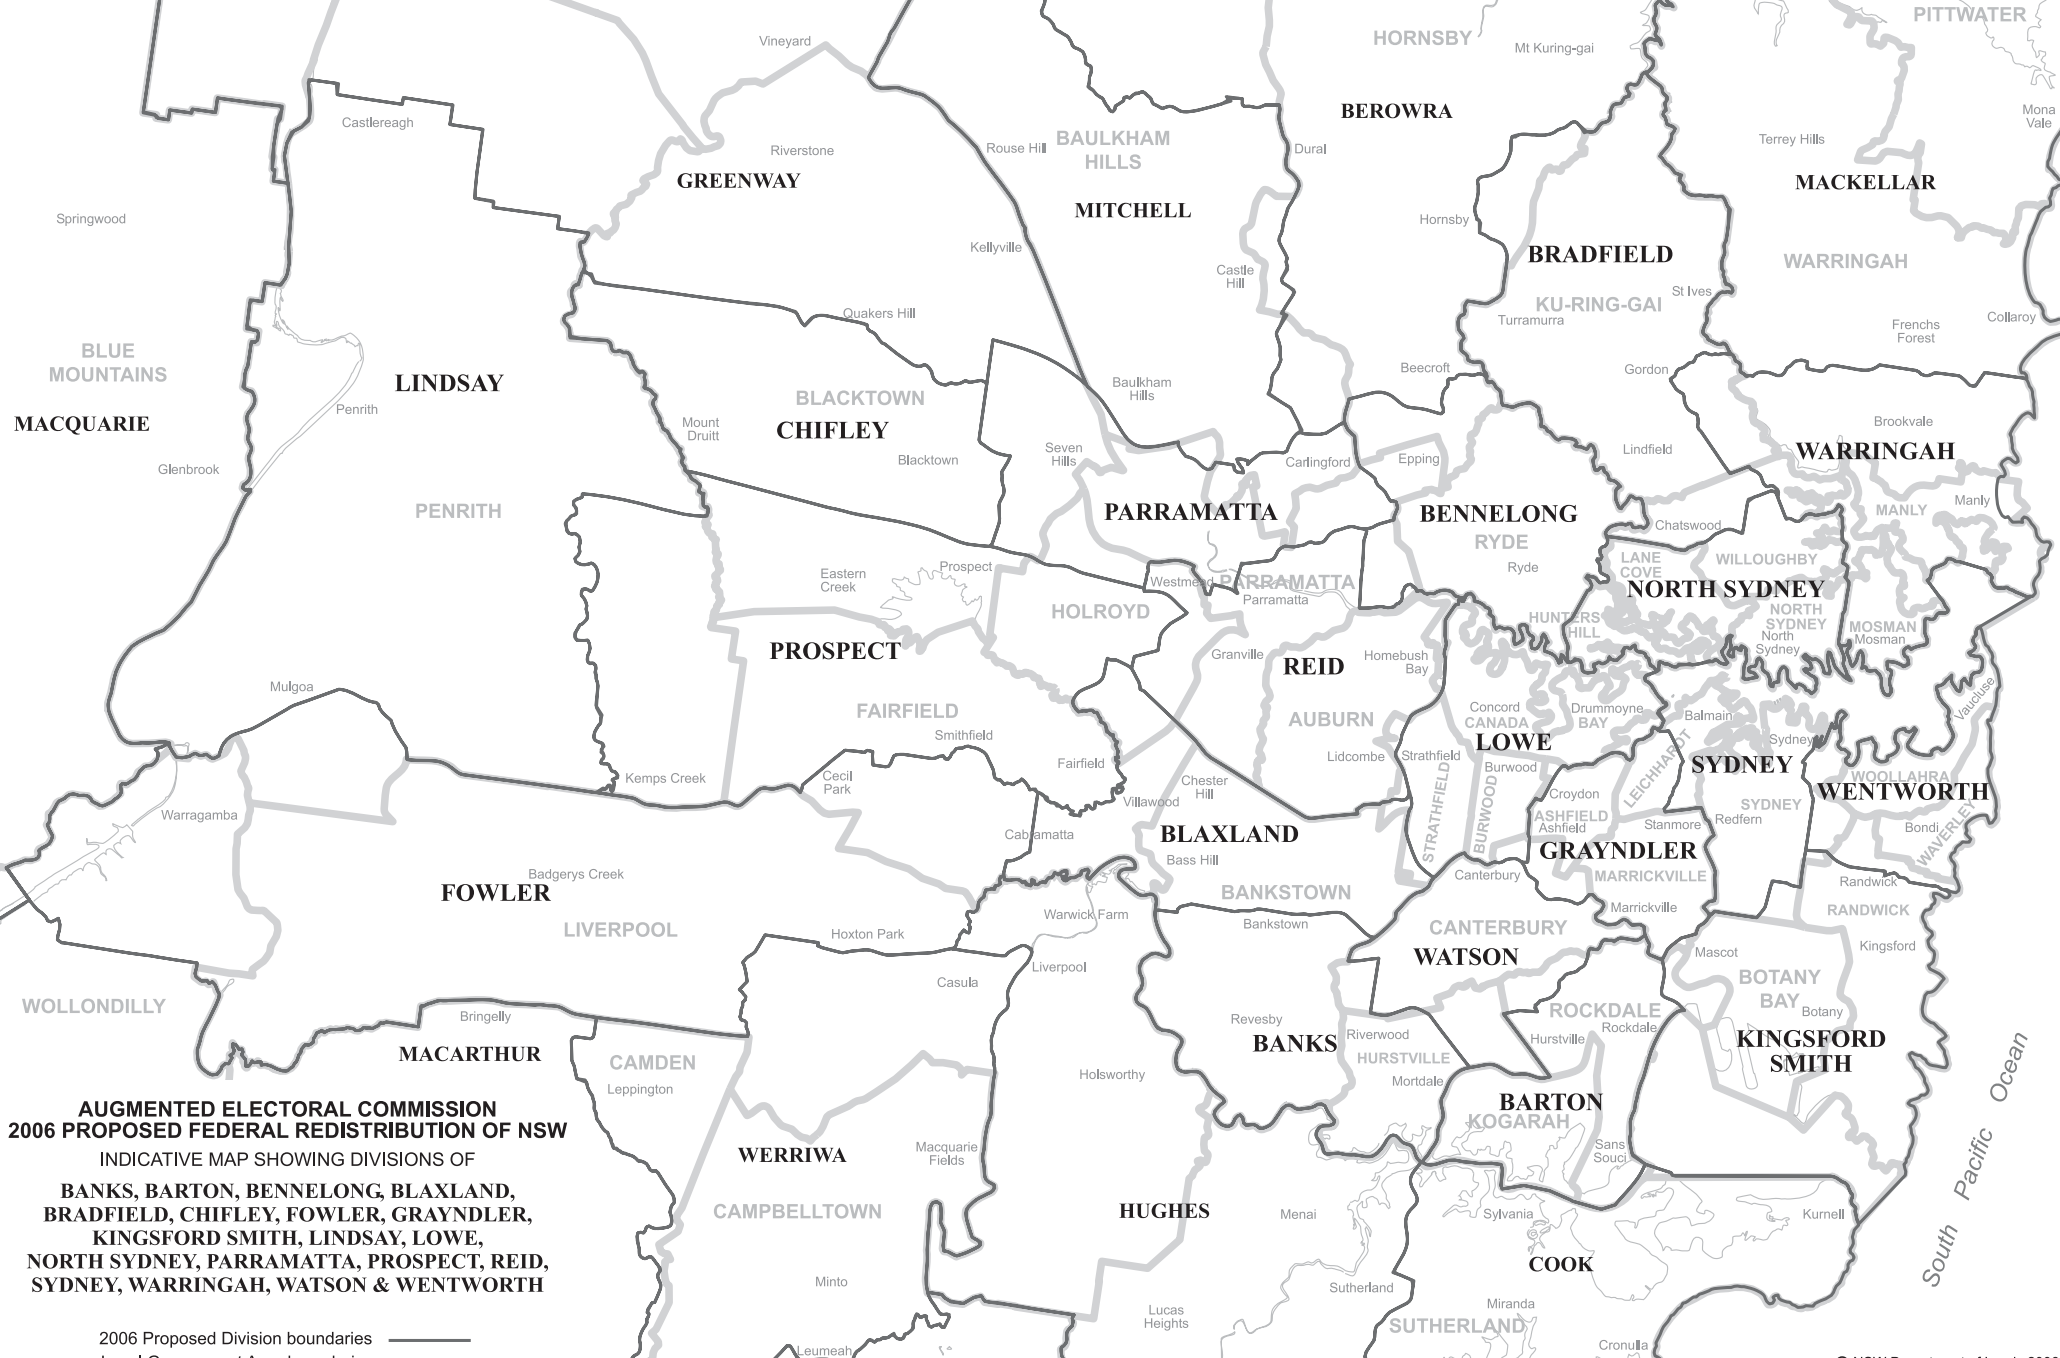 PITTWATER
HORNSBY
Vineyard
Mt Kuring-gai
BEROWRA
Mona
Vale
Castlereagh
BAULKHAM
HILLS
Terrey Hills
Rouse Hill
Riverstone
Dural
GREENWAY
MACKELLAR
MITCHELL
Springwood
Hornsby
Kellyville
BRADFIELD
WARRINGAH
Castle
Hill
St Ives
KU-RING-GAI
Turramurra
Quakers Hill
Collaroy
Frenchs
Forest
BLUE
MOUNTAINS
Beecroft
Gordon
LINDSAY
Baulkham
Hills
BLACKTOWN
Penrith
MACQUARIE
Mount
Druitt
CHIFLEY
Brookvale
Seven
Hills
WARRINGAH
Lindfield
Blacktown
Carlingford
Epping
Glenbrook
PENRITH
PARRAMATTA
BENNELONG
Manly
MANLY
Chatswood
RYDE
LANE
COVE
WILLOUGHBY
Eastern
Creek
Prospect
Ryde
Westmead
PARRAMATTA
NORTH SYDNEY
Parramatta
HOLROYD
HUNTERS
HILL
NORTH
SYDNEY
North
Sydney
MOSMAN
Mosman
PROSPECT
Granville
REID
Homebush
Bay
Mulgoa
Vaucluse
FAIRFIELD
Concord
CANADA
Drummoyne
BAY
Balmain
AUBURN
Smithfield
LOWE
Sydney
Lidcombe
Strathfield
Fairfield
SYDNEY
Burwood
LEICHHARDT
Kemps Creek
Cecil
Park
Chester
Hill
WOOLLAHRA
WENTWORTH
Croydon
Villawood
SYDNEY
Warragamba
STRATHFIELD
BURWOOD
ASHFIELD
Ashfield
Stanmore
Redfern
Bondi
WAVERLEY
Cabramatta
BLAXLAND
GRAYNDLER
Bass Hill
Badgerys Creek
Canterbury
MARRICKVILLE
Randwick
FOWLER
BANKSTOWN
Marrickville
RANDWICK
Warwick Farm
LIVERPOOL
Hoxton Park
Bankstown
CANTERBURY
Kingsford
WATSON
Mascot
Liverpool
Casula
BOTANY
BAY
WOLLONDILLY
Botany
Bringelly
ROCKDALE
Revesby
Riverwood
Rockdale
Hurstville
BANKS
KINGSFORD
SMITH
MACARTHUR
HURSTVILLE
CAMDEN
Holsworthy
Mortdale
Leppington
South Pacific Ocean
BARTON
KOGARAH
Macquarie
Fields
WERRIWA
Sans
Souci
CAMPBELLTOWN
HUGHES
Menai
Sylvania
Kurnell
COOK
Minto
Sutherland
Miranda
Lucas
Heights
SUTHERLAND
Leumeah
Cronulla
AUGMENTED ELECTORAL COMMISSION
2006 PROPOSED FEDERAL REDISTRIBUTION OF NSW
INDICATIVE MAP SHOWING DIVISIONS OF
BANKS, BARTON, BENNELONG, BLAXLAND,
BRADFIELD, CHIFLEY, FOWLER, GRAYNDLER,
KINGSFORD SMITH, LINDSAY, LOWE,
NORTH SYDNEY, PARRAMATTA, PROSPECT, REID,
SYDNEY, WARRINGAH, WATSON & WENTWORTH
2006 Proposed Division boundaries